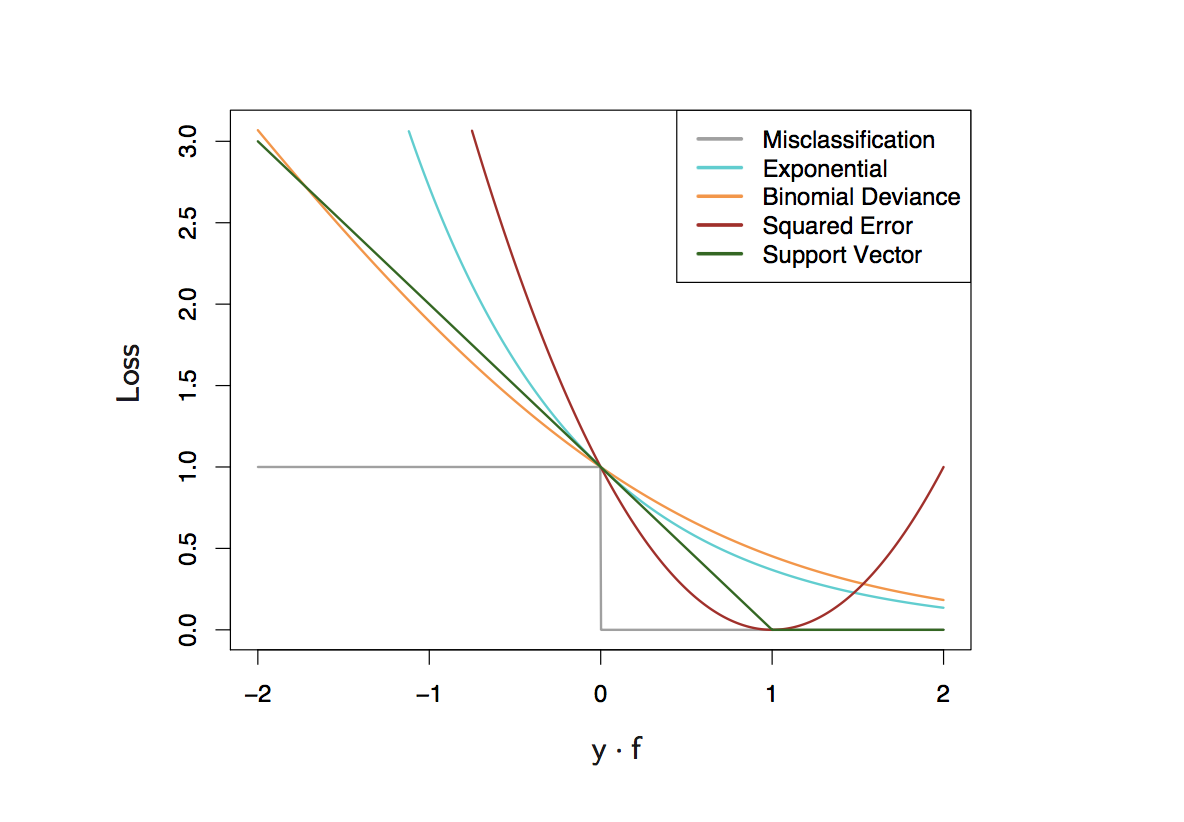 Misclassification
Exponential
Binomial Deviance
Squared Error
Support Vector
Loss
3.0
2.5
2.0
1.5
1.0
0.5
0.0
−2 −1 0 1 2
y · f